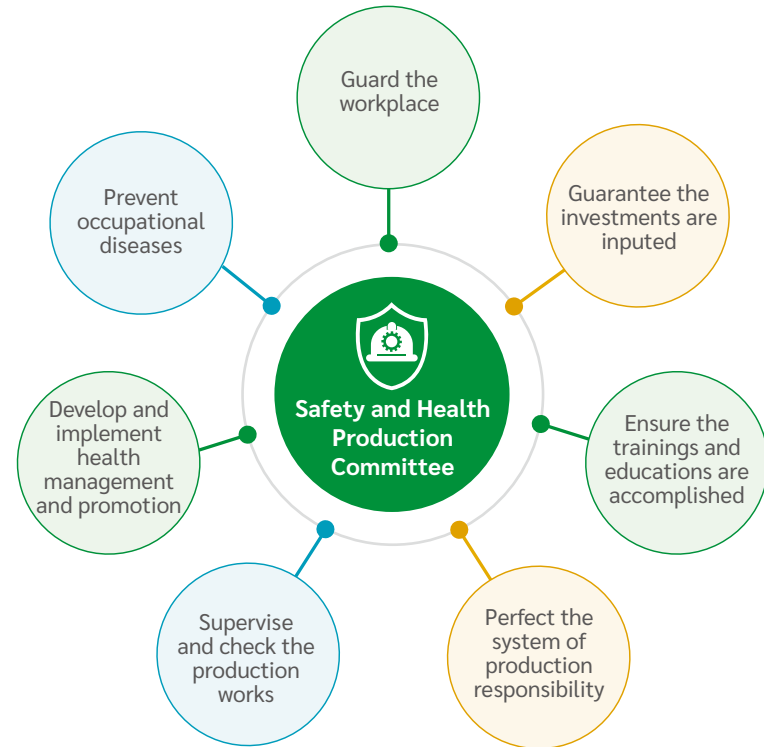 Guard the
workplace
Guarantee the
investments are
inputed
Ensure the
trainings and
educations are
accomplished
Perfect the
system of
production
responsibility
Supervise
and check the
production
works
Develop and
implement
health
management
and promotion
Prevent
occupational
diseases
Safety and Health
Production
Committee